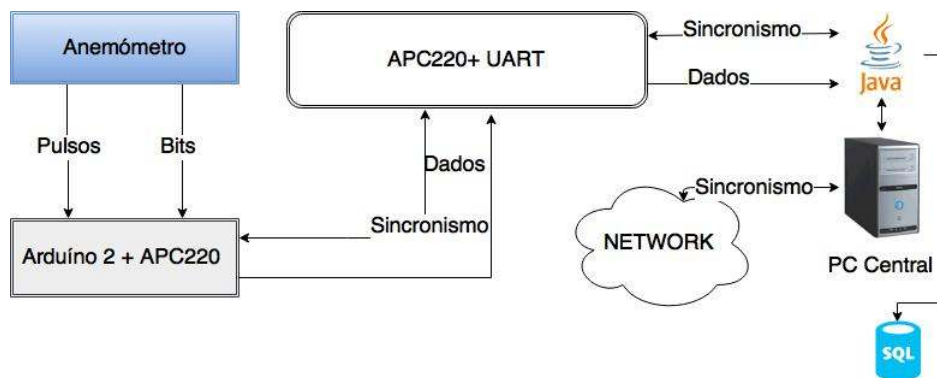 Anemómetro
APC220+ UART
Sincronismo
Dados
Java
Pulsos
Bits
Dados
Sincronismo
Arduíno 2 + APC220
Sincronismo
NETWORK
PC Central
SQL